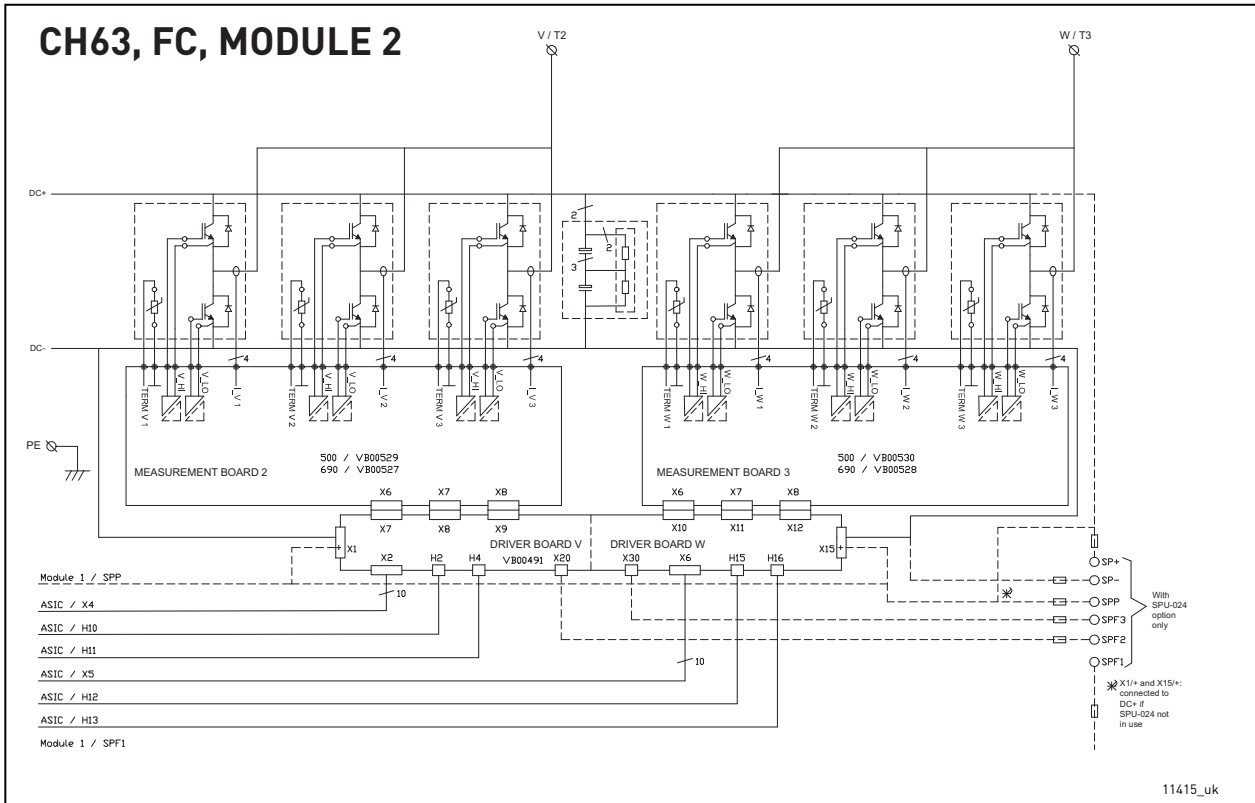 CH63, FC, MODULE 2
V / T2
W / T3
DC+
2
2
3
DC-
4
4
4
4
4
4
TERM V 1
V_HI
V_LO
I_V 1
TERM V 2
V_HI
V_LO
I_V 2
TERM V 3
V_HI
V_LO
I_V 3
TERM W 1
W_HI
W_LO
I_W 1
TERM W 2
W_HI
W_LO
I_W 2
TERM W 3
W_HI
W_LO
I_W 3
PE
MEASUREMENT BOARD 2
500 / VB00529
690 / VB00527
MEASUREMENT BOARD 3
500 / VB00530
690 / VB00528
X6 X7 X8
X7 X8 X9
X6 X7 X8
X10 X11 X12
DRIVER BOARD V
VB00491
DRIVER BOARD W
+ X1
X2 H2 H4 X20
X30 X6 H15 H16
X15 +
10
10
Module 1 / SPP
ASIC / X4
ASIC / H10
ASIC / H11
ASIC / X5
ASIC / H12
ASIC / H13
Module 1 / SPF1
SP+
SP-
SPP
SPF3
SPF2
SPF1
With
SPU-024
option
only
X1/+ and X15/+:
connected to
DC+ if
SPU-024 not
in use
11415_uk